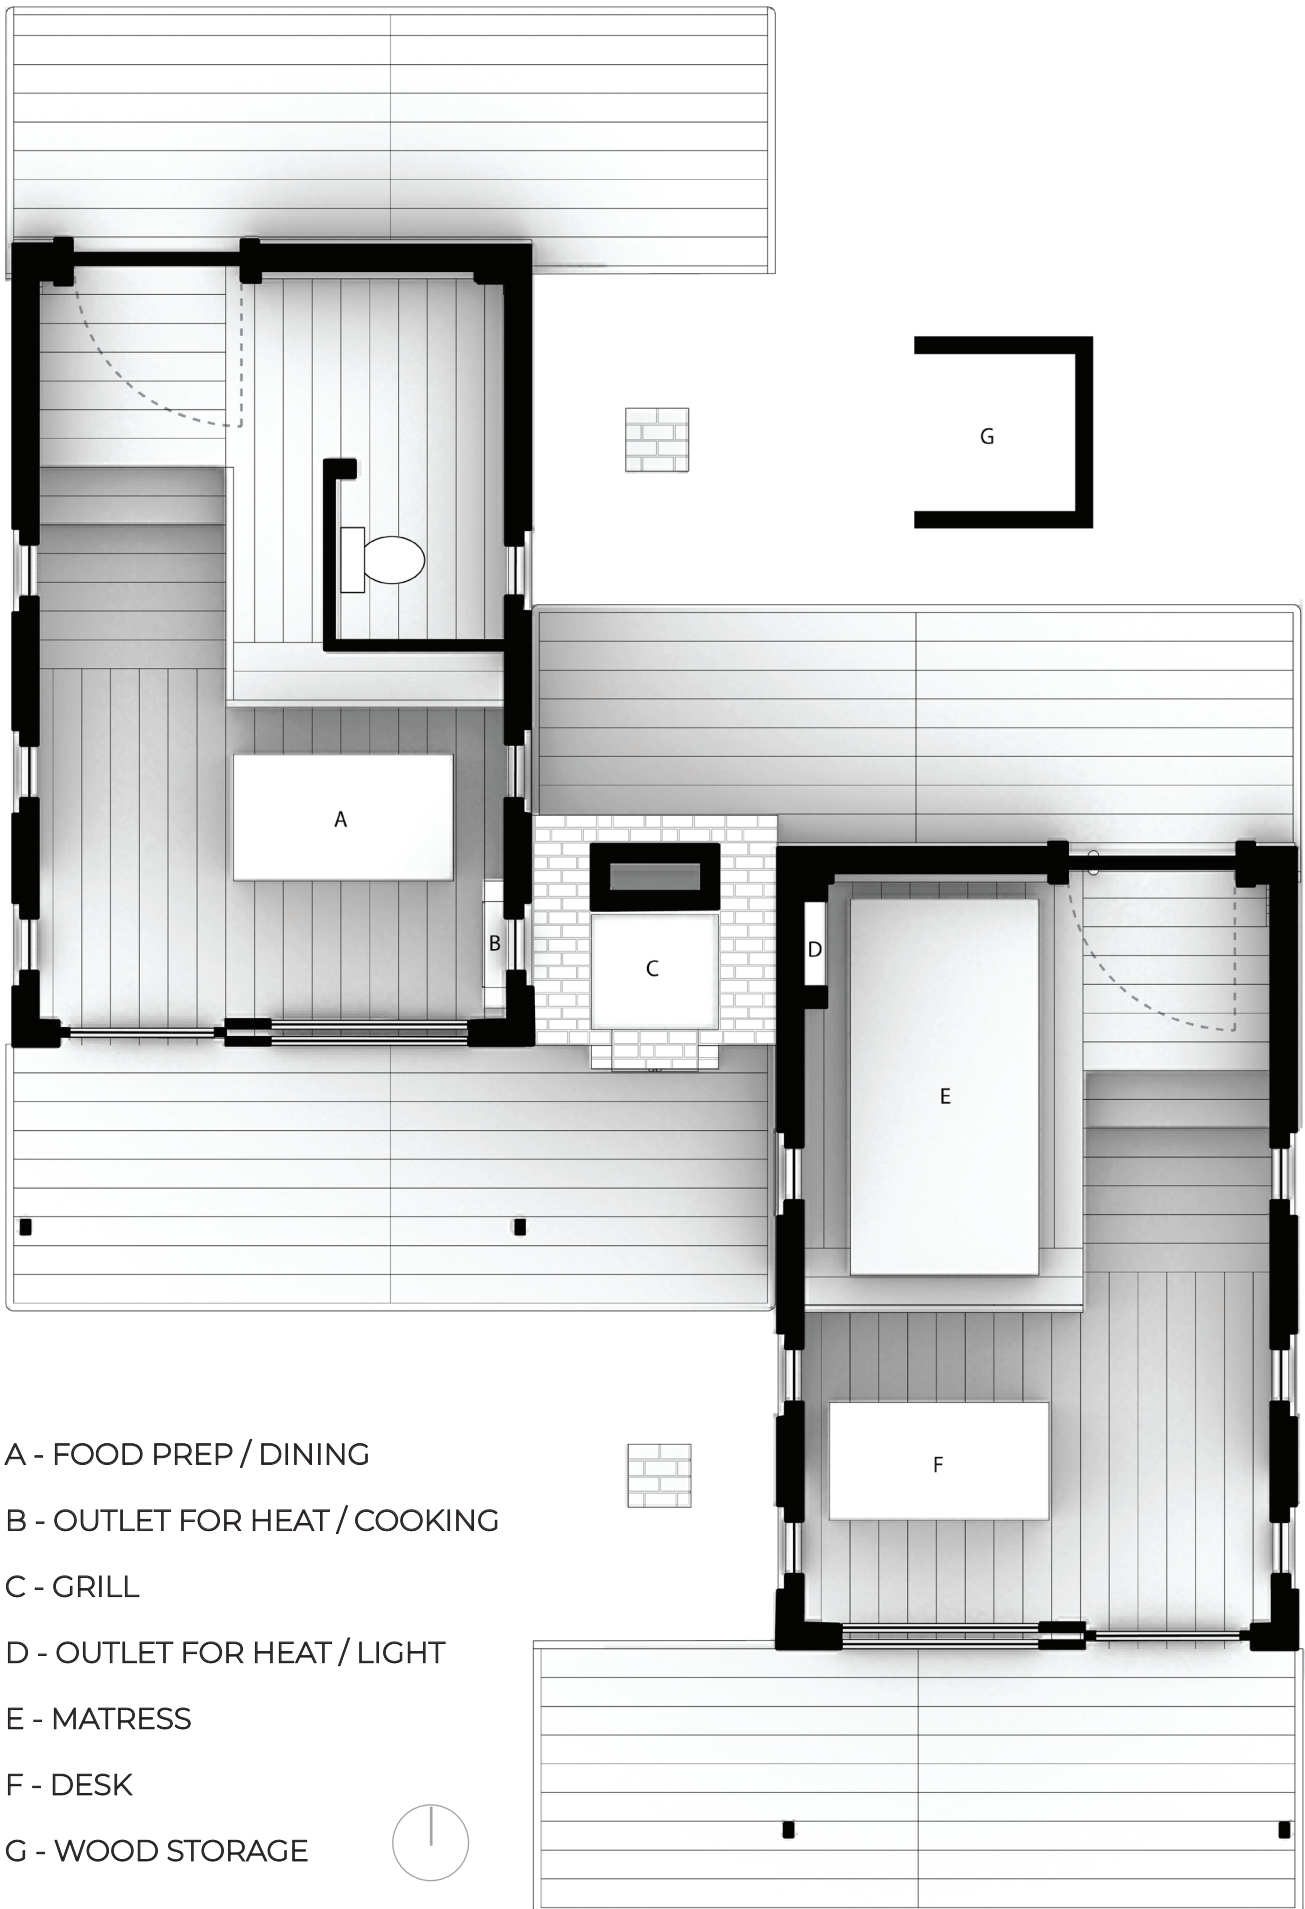 G
A
B
C
D
E
F
A - FOOD PREP / DINING
B - OUTLET FOR HEAT / COOKING
C - GRILL
D - OUTLET FOR HEAT / LIGHT
E - MATRESS
F - DESK
G - WOOD STORAGE